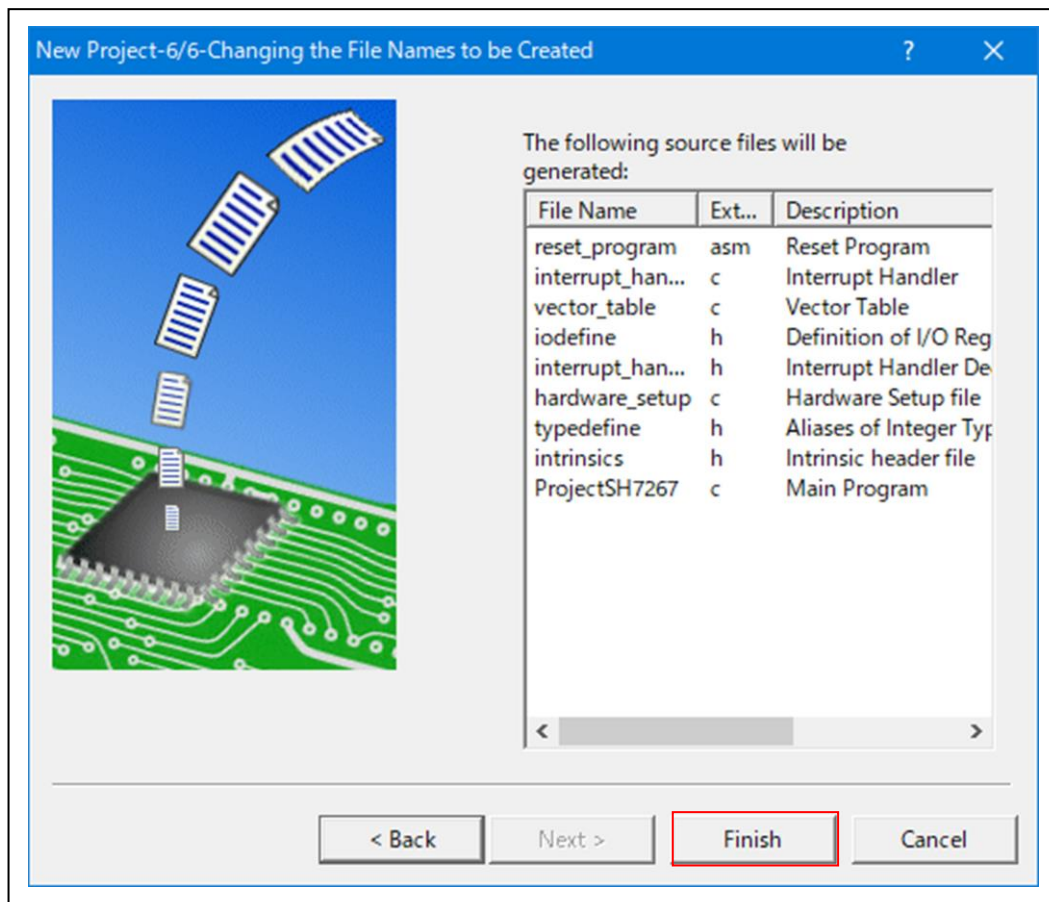 New Project-6/6-Changing the File Names to be Created ? ×
The following source files will be
generated:
File Name Ext... Description
reset_program asm Reset Program
interrupt_han... c Interrupt Handler
vector_table c Vector Table
iodefine h Definition of I/O Reg
interrupt_han... h Interrupt Handler De
hardware_setup c Hardware Setup file
typedefine h Aliases of Integer Typ
intrinsics h Intrinsic header file
ProjectSH7267 c Main Program
< Back Next > Finish Cancel